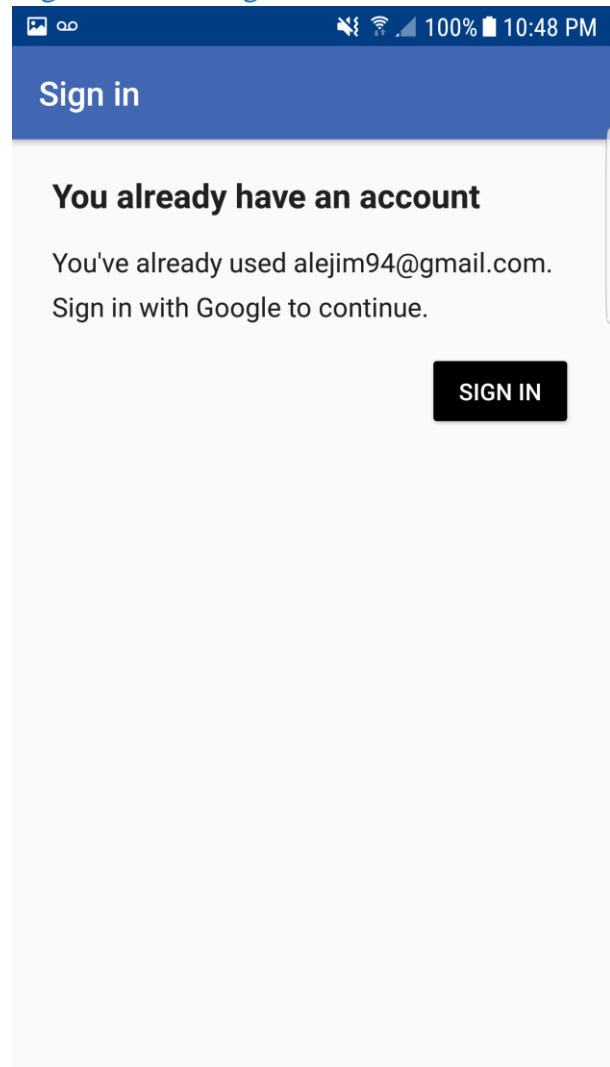 100% 10:48 PM
Sign in
You already have an account
You've already used alejim94@gmail.com.
Sign in with Google to continue.
SIGN IN